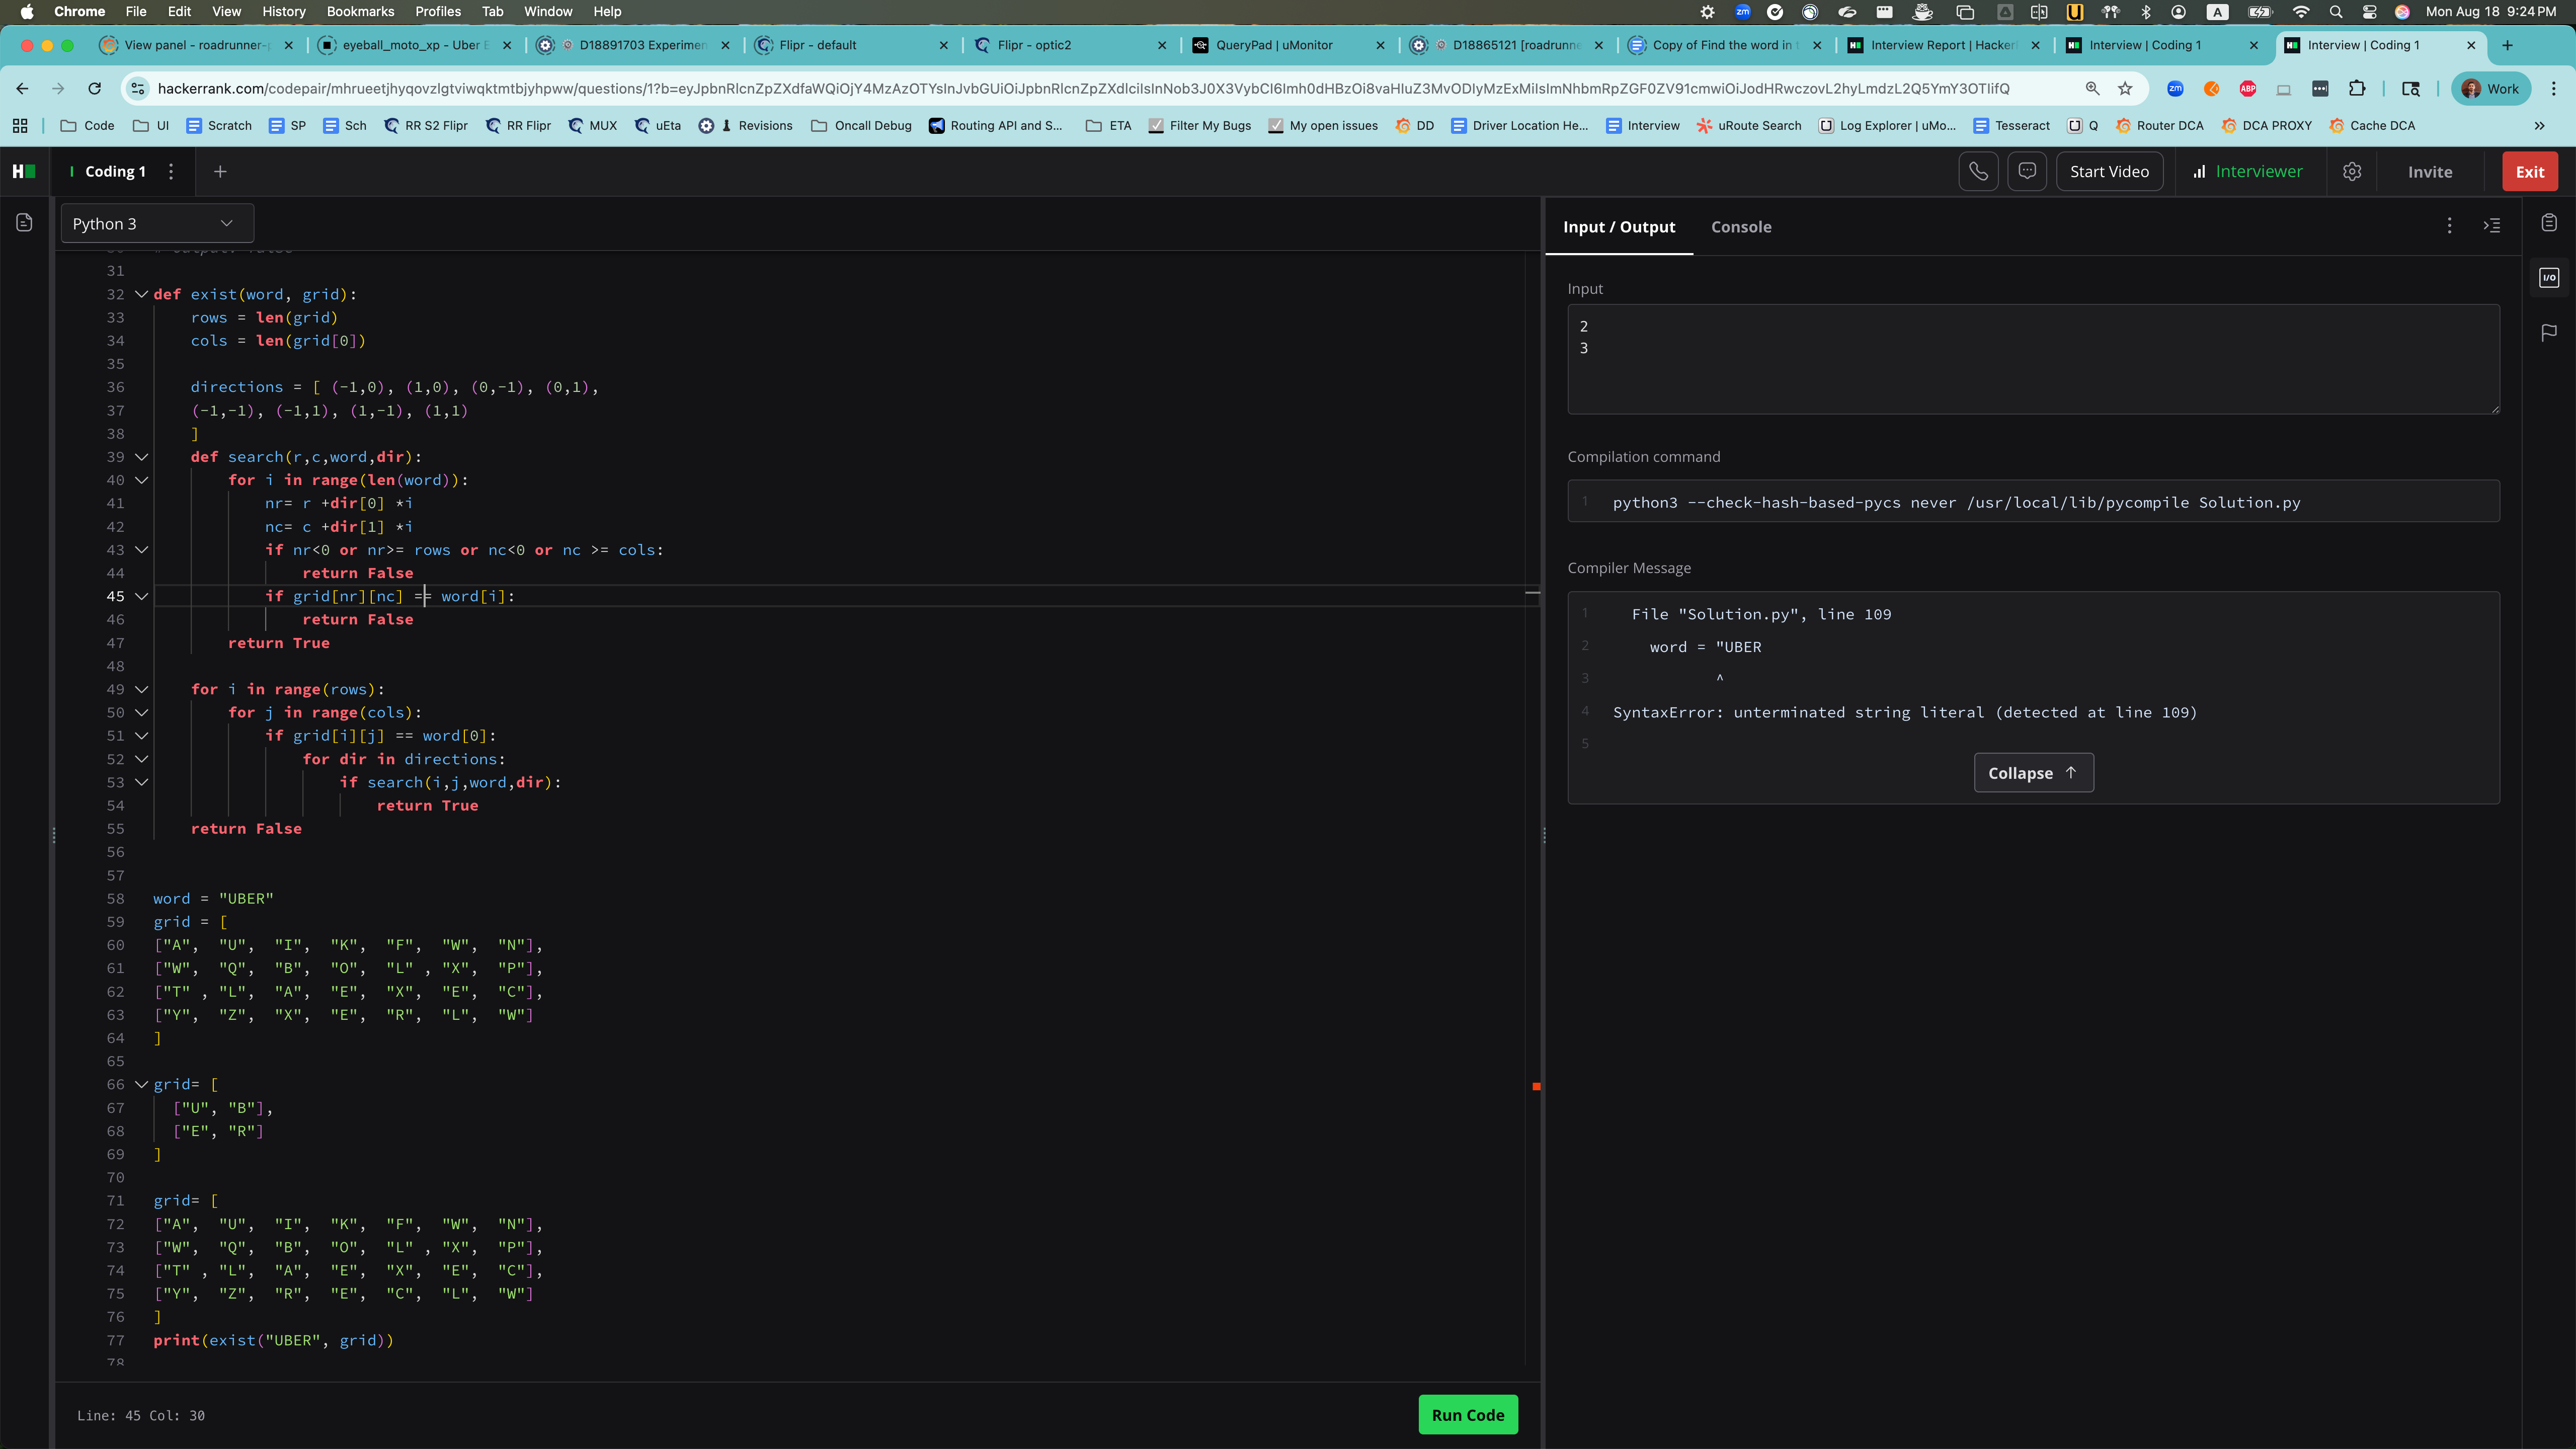 Chrome File Edit View History Bookmarks Profiles Tab Window Help zm A Mon Aug 18 9:24 PM
View panel - roadrunner-p eyeball_moto_xp - Uber E D18891703 Experimen Flipr - default Flipr - optic2 QueryPad | uMonitor D18865121 [roadrunne Copy of Find the word in t Interview Report | Hacker Interview | Coding 1 Interview | Coding 1
Work
Code UI Scratch SP Sch RR S2 Flipr RR Flipr MUX uEta Revisions Oncall Debug Routing API and S... ETA Filter My Bugs My open issues DD Driver Location He... Interview uRoute Search Log Explorer | uMo... Tesseract Q Router DCA DCA PROXY Cache DCA
H Coding 1 Start Video Interviewer Invite Exit
Python 3
Input / Output Console
31
32 def exist(word, grid):
33 rows = len(grid)
34 cols = len(grid[0])
35
36 directions = [ (-1,0), (1,0), (0,-1), (0,1),
37 (-1,-1), (-1,1), (1,-1), (1,1)
38 ]
39 def search(r,c,word,dir):
40 for i in range(len(word)):
41 nr= r +dir[0] *i
42 nc= c +dir[1] *i
43 if nr<0 or nr>= rows or nc<0 or nc >= cols:
44 return False
45 if grid[nr][nc] == word[i]:
46 return False
47 return True
48
49 for i in range(rows):
50 for j in range(cols):
51 if grid[i][j] == word[0]:
52 for dir in directions:
53 if search(i,j,word,dir):
54 return True
55 return False
56
57
58 word = "UBER"
59 grid = [
60 ["A", "U", "I", "K", "F", "W", "N"],
61 ["W", "Q", "B", "O", "L" , "X", "P"],
62 ["T" , "L", "A", "E", "X", "E", "C"],
63 ["Y", "Z", "X", "E", "R", "L", "W"]
64 ]
65
66 grid= [
67 ["U", "B"],
68 ["E", "R"]
69 ]
70
71 grid= [
72 ["A", "U", "I", "K", "F", "W", "N"],
73 ["W", "Q", "B", "O", "L" , "X", "P"],
74 ["T" , "L", "A", "E", "X", "E", "C"],
75 ["Y", "Z", "R", "E", "C", "L", "W"]
76 ]
77 print(exist("UBER", grid))
78
Line: 45 Col: 30
Run Code
Input
2
3
Compilation command
1 python3 --check-hash-based-pycs never /usr/local/lib/pycompile Solution.py
Compiler Message
1 File "Solution.py", line 109
2 word = "UBER
3 ^
4 SyntaxError: unterminated string literal (detected at line 109)
5
Collapse ↑
I/O